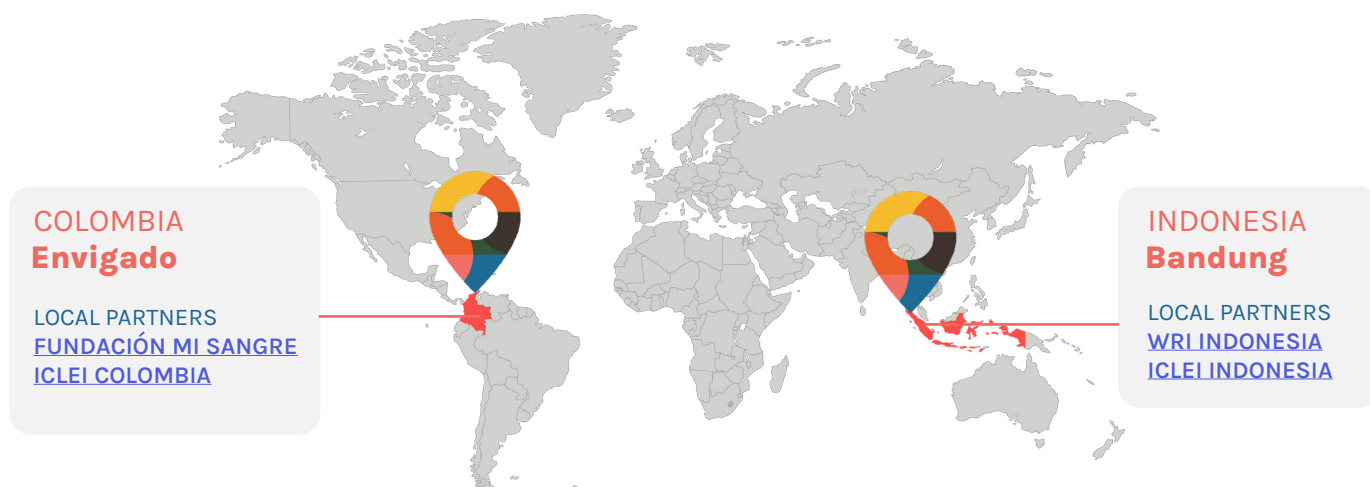 COLOMBIA
Envigado
LOCAL PARTNERS
FUNDACIÓN MI SANGRE
ICLEI COLOMBIA
INDONESIA
Bandung
LOCAL PARTNERS
WRI INDONESIA
ICLEI INDONESIA